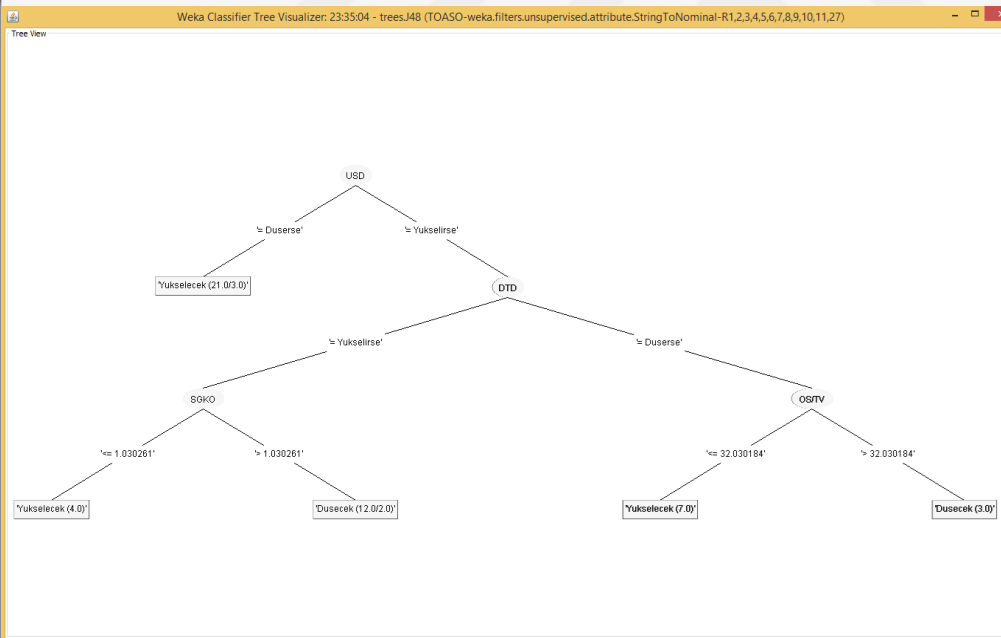 Weka Classifier Tree Visualizer: 23:35:04 - trees.J48 (TOASO-weka.filters.unsupervised.attribute.StringToNominal-R1,2,3,4,5,6,7,8,9,10,11,27)
Tree View
USD
'= Duserse'
'= Yukselirse'
'Yukselecek (21.0/3.0)'
DTD
'= Yukselirse'
'= Duserse'
SGKO
OS/TV
'<= 1.030261'
'> 1.030261'
'<= 32.030184'
'> 32.030184'
'Yukselecek (4.0)'
'Dusecek (12.0/2.0)'
'Yukselecek (7.0)'
'Dusecek (3.0)'